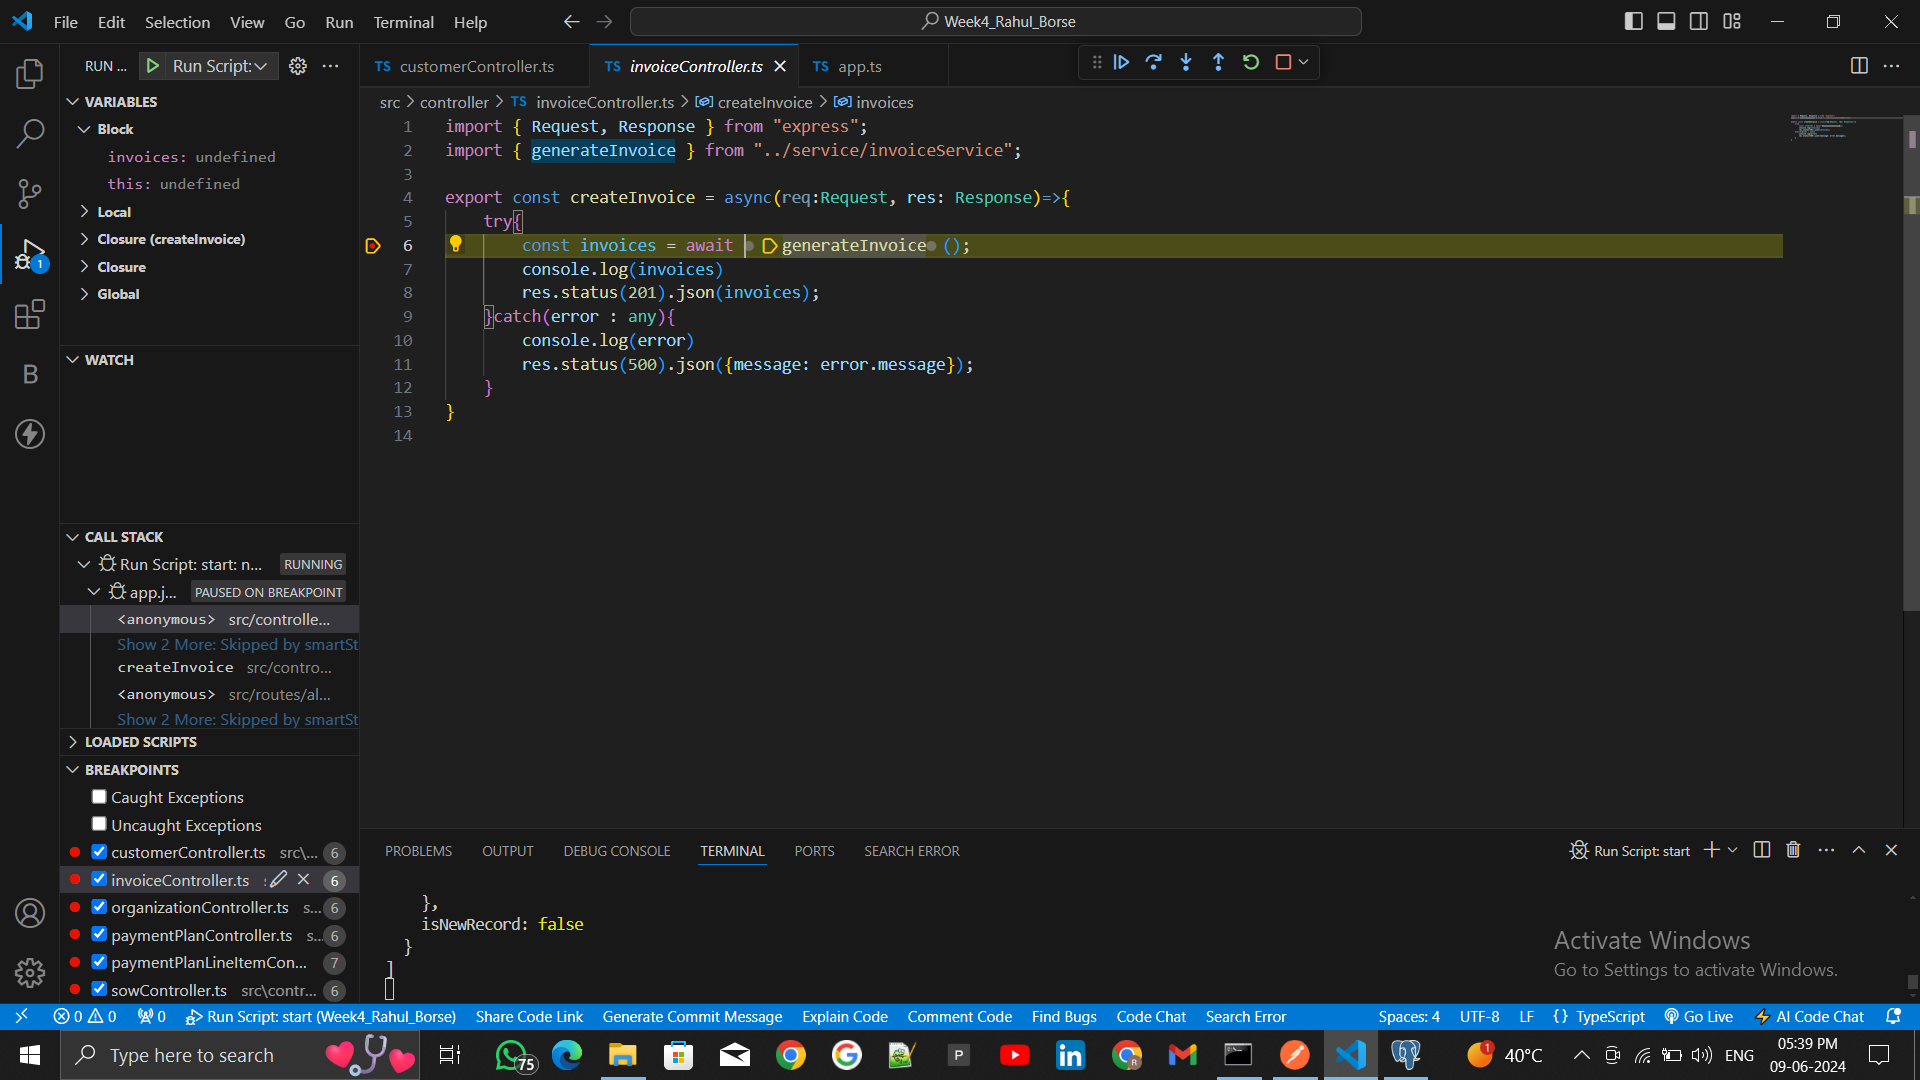 File Edit Selection View Go Run Terminal Help
Week4_Rahul_Borse
RUN ... Run Script:
TS customerController.ts
TS invoiceController.ts
TS app.ts
src > controller > TS invoiceController.ts > createInvoice > invoices
VARIABLES
Block
invoices: undefined
this: undefined
Local
Closure (createInvoice)
Closure
Global
WATCH
CALL STACK
Run Script: start: n... RUNNING
app.j... PAUSED ON BREAKPOINT
<anonymous> src/controlle...
Show 2 More: Skipped by smartSt
createInvoice src/contro...
<anonymous> src/routes/al...
Show 2 More: Skipped by smartSt
LOADED SCRIPTS
BREAKPOINTS
Caught Exceptions
Uncaught Exceptions
customerController.ts src\... 6
invoiceController.ts 6
organizationController.ts s... 6
paymentPlanController.ts s... 6
paymentPlanLineItemCon... 7
sowController.ts src\contr... 6
1
B
1 import { Request, Response } from "express";
2 import { generateInvoice } from "../service/invoiceService";
3
4 export const createInvoice = async(req:Request, res: Response)=>{
5 try{
6 const invoices = await generateInvoice ();
7 console.log(invoices)
8 res.status(201).json(invoices);
9 }catch(error : any){
10 console.log(error)
11 res.status(500).json({message: error.message});
12 }
13 }
14
PROBLEMS OUTPUT DEBUG CONSOLE TERMINAL PORTS SEARCH ERROR
Run Script: start
},
isNewRecord: false
}
]
Activate Windows
Go to Settings to activate Windows.
0 0 0 Run Script: start (Week4_Rahul_Borse) Share Code Link Generate Commit Message Explain Code Comment Code Find Bugs Code Chat Search Error Spaces: 4 UTF-8 LF {} TypeScript Go Live AI Code Chat
Type here to search
75
P
R
1
40°C
ENG
05:39 PM
09-06-2024